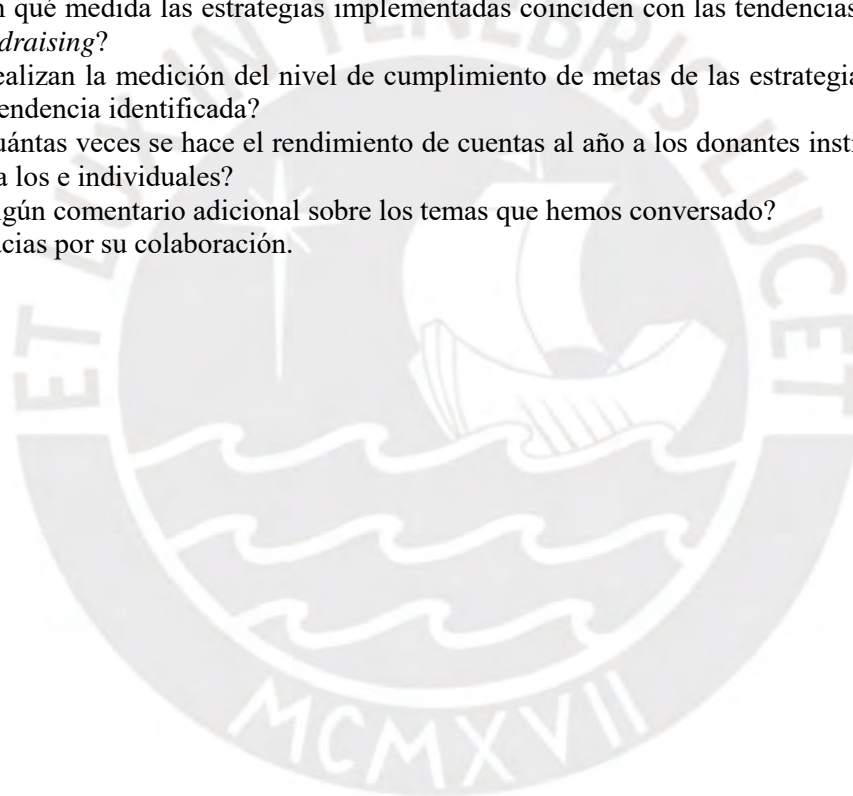 n qué medida las estrategias implementadas coinciden con las tendencias
draising?
ealizan la medición del nivel de cumplimiento de metas de las estrategia
endencia identificada?
uántas veces se hace el rendimiento de cuentas al año a los donantes insti
a los e individuales?
gún comentario adicional sobre los temas que hemos conversado?
acias por su colaboración.
ET LUX IN TENEBRIS LUCET
MCMXVII